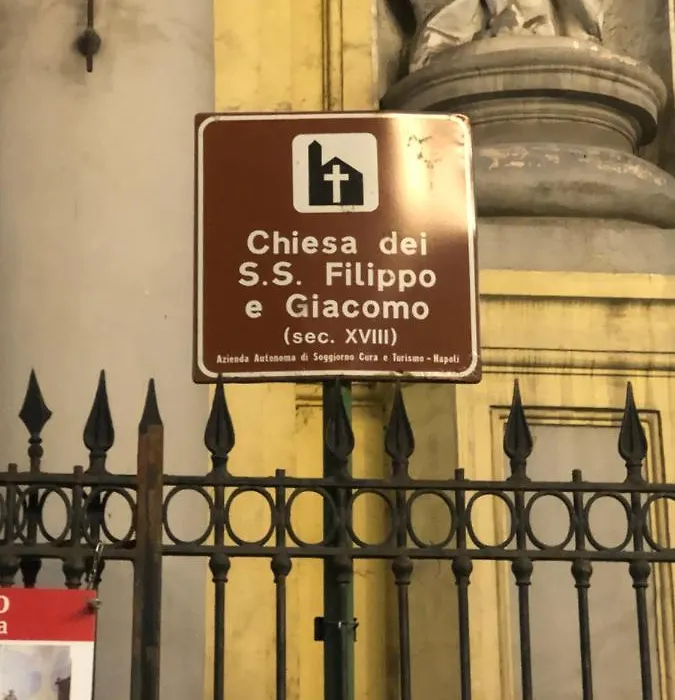 Chiesa dei
S.S. Filippo
e Giacomo
(sec. XVIII)
Azienda Autonoma di Soggiorno Cura e Turismo - Napoli
O
a